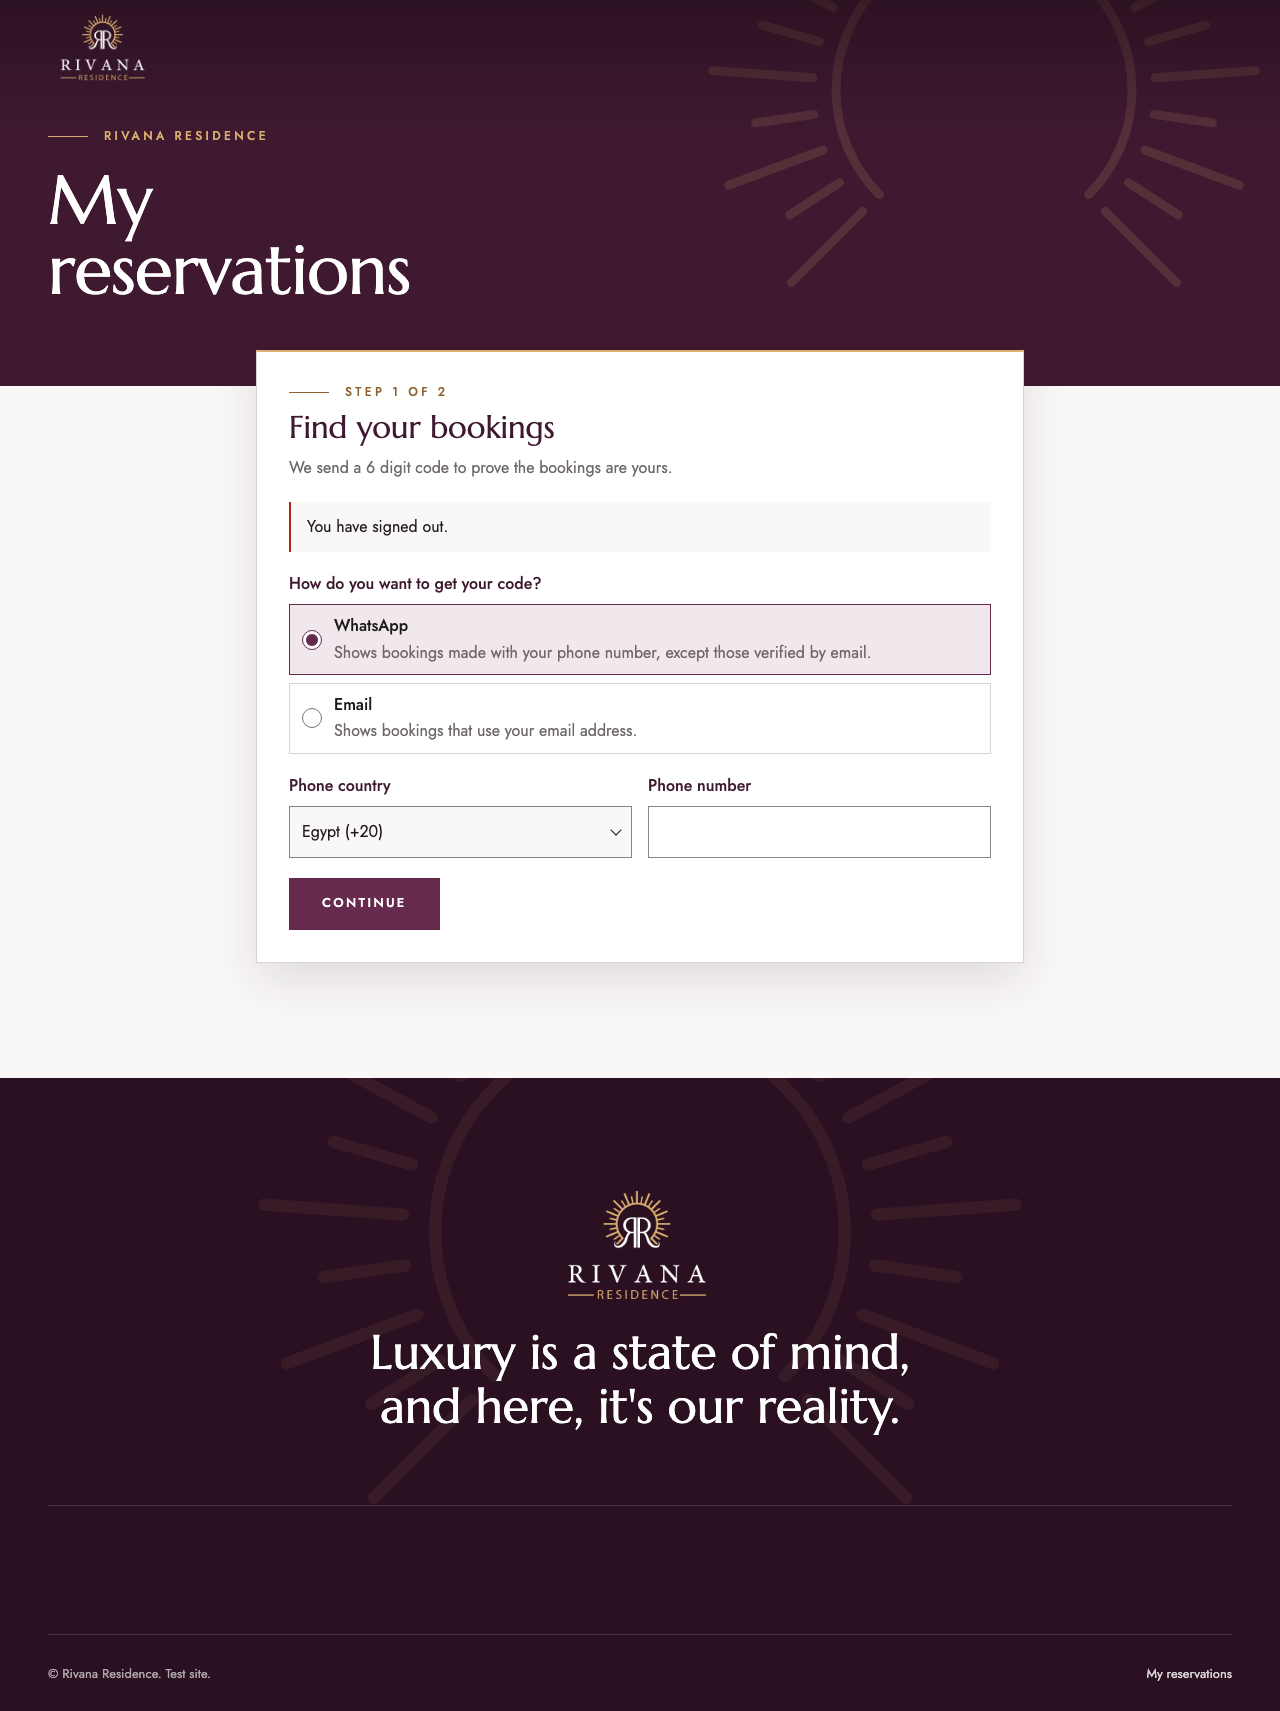 RIVANA
RESIDENCE
RIVANA RESIDENCE
My
reservations
STEP 1 OF 2
Find your bookings
We send a 6 digit code to prove the bookings are yours.
You have signed out.
How do you want to get your code?
WhatsApp
Shows bookings made with your phone number, except those verified by email.
Email
Shows bookings that use your email address.
Phone country
Phone number
Egypt (+20)
CONTINUE
RIVANA
RESIDENCE
Luxury is a state of mind,
and here, it's our reality.
© Rivana Residence. Test site.
My reservations